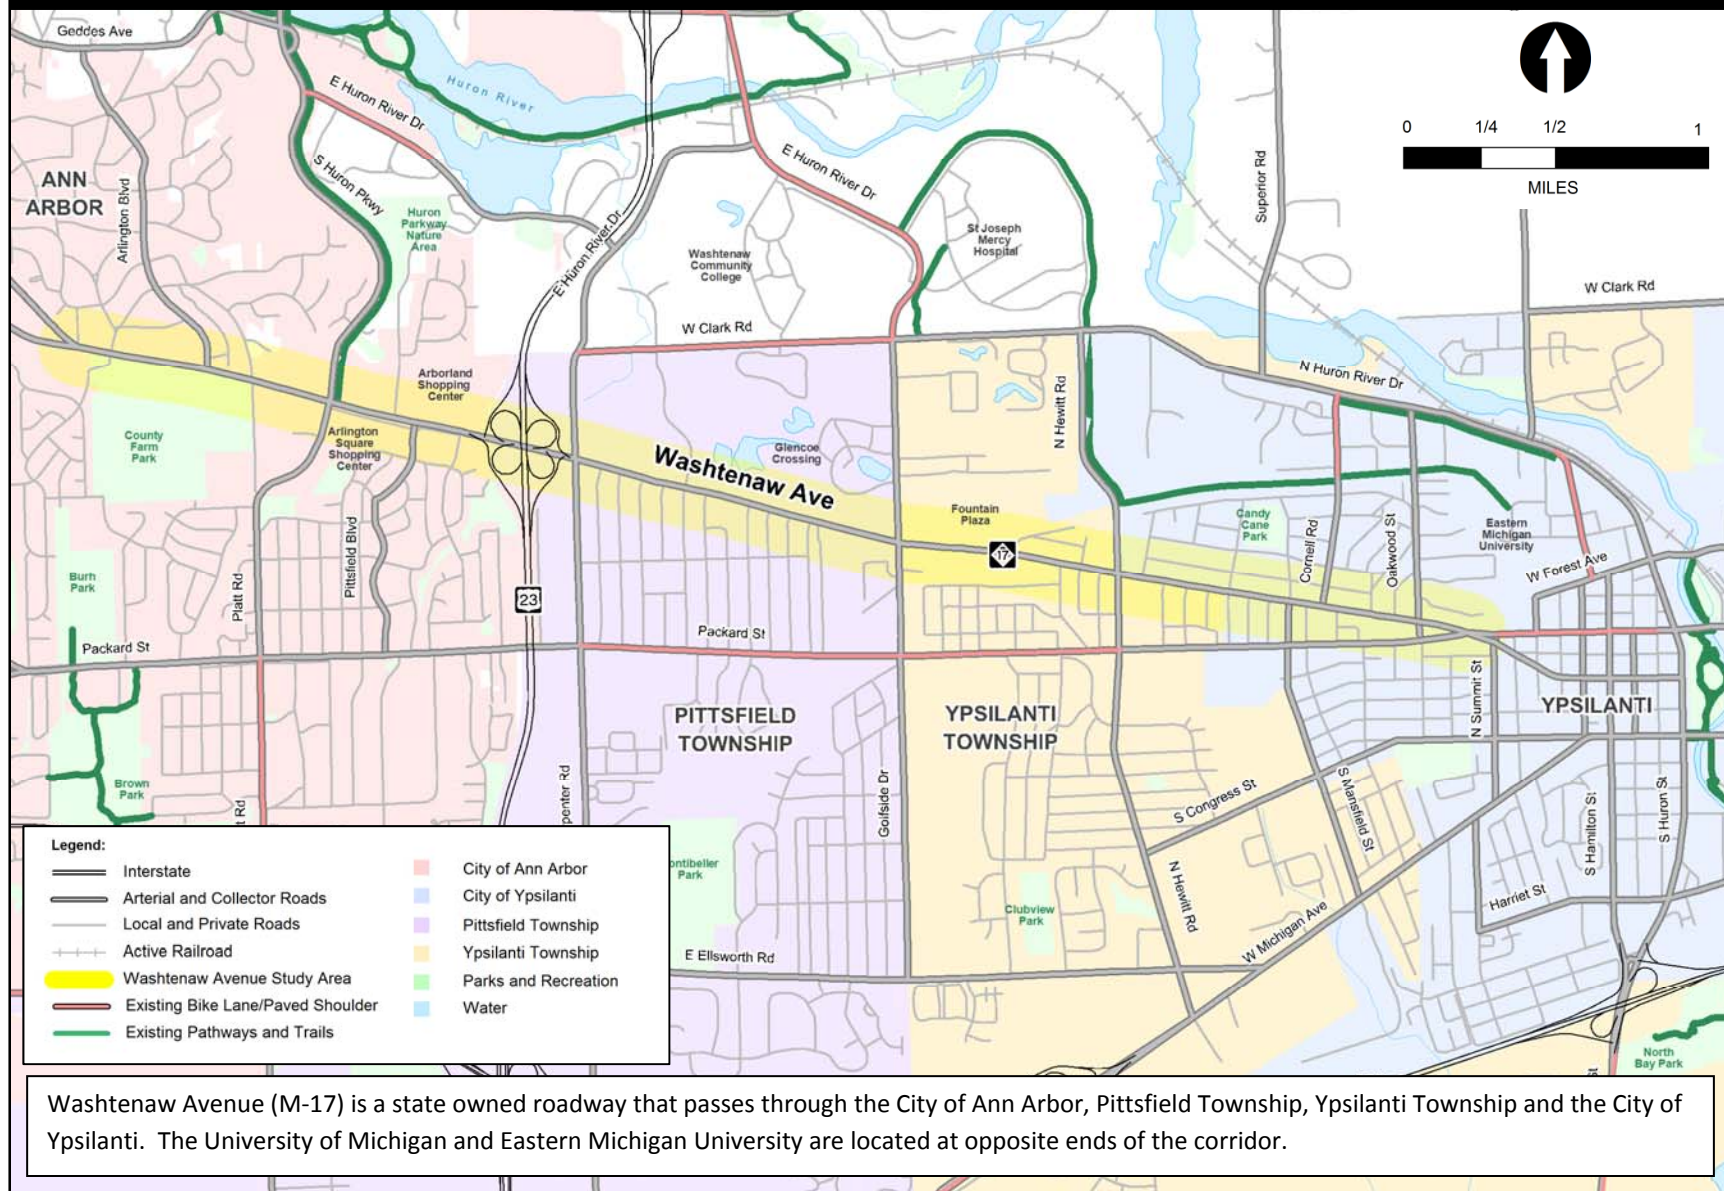 Geddes Ave
Huron River
E Huron River Dr
0 1/4 1/2 1
MILES
ANN
ARBOR
Arlington Blvd
S Huron Pkwy
Huron
Parkway
Nature
Area
E Huron River Dr
E Huron River Dr
Superior Rd
St Joseph
Mercy
Hospital
Washtenaw
Community
College
W Clark Rd
W Clark Rd
N Huron River Dr
Arborland
Shopping
Center
N Hewitt Rd
County
Farm
Park
Arlington
Square
Shopping
Center
Glencoe
Crossing
Washtenaw Ave
Fountain
Plaza
17
Candy
Cane
Park
Cornell Rd
Oakwood St
Eastern
Michigan
University
W Forest Ave
Burh
Park
Platt Rd
Pittsfield Blvd
23
Packard St
Packard St
PITTSFIELD
TOWNSHIP
YPSILANTI
TOWNSHIP
N Summit St
YPSILANTI
Brown
Park
t Rd
penter Rd
Golfside Dr
S Congress St
S Mansfield St
S Hamilton St
S Huron St
ontibeller
Park
Clubview
Park
N Hewitt Rd
Harriet St
W Michigan Ave
E Ellsworth Rd
North
Bay Park
St
Legend:
Interstate
Arterial and Collector Roads
Local and Private Roads
Active Railroad
Washtenaw Avenue Study Area
Existing Bike Lane/Paved Shoulder
Existing Pathways and Trails
City of Ann Arbor
City of Ypsilanti
Pittsfield Township
Ypsilanti Township
Parks and Recreation
Water
Washtenaw Avenue (M-17) is a state owned roadway that passes through the City of Ann Arbor, Pittsfield Township, Ypsilanti Township and the City of
Ypsilanti. The University of Michigan and Eastern Michigan University are located at opposite ends of the corridor.